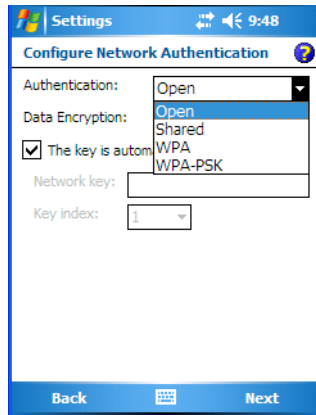 Settings 9:48
Configure Network Authentication ?
Authentication: Open
Open
Data Encryption:
Shared
The key is autom
WPA
WPA-PSK
Network key:
Key index: 1
Back Next